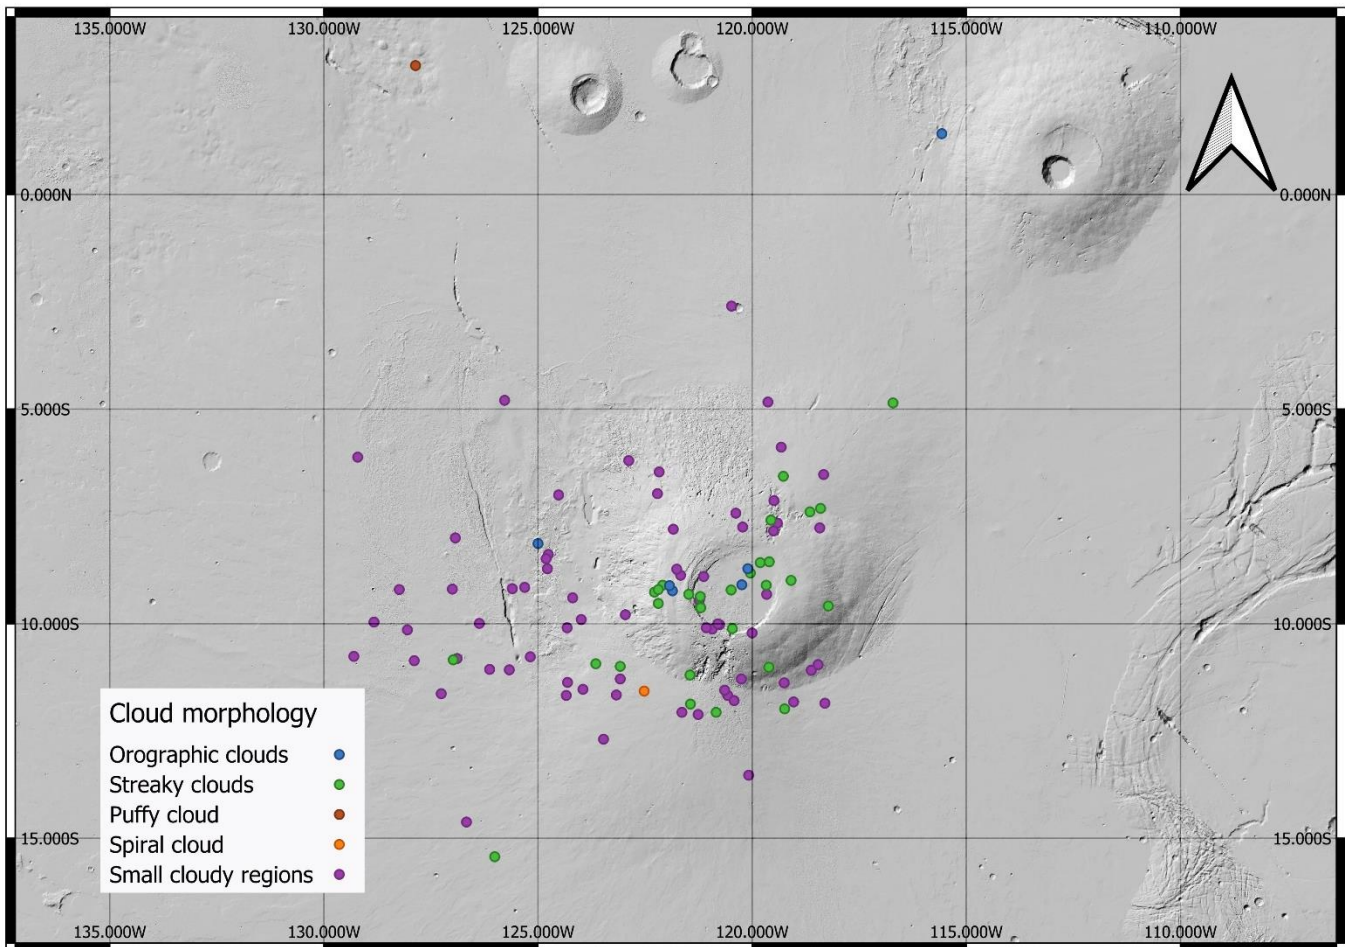 135.000W 130.000W 125.000W 120.000W 115.000W 110.000W
0.000N 0.000N
5.000S 5.000S
10.000S 10.000S
15.000S 15.000S
Cloud morphology
Orographic clouds
Streaky clouds
Puffy cloud
Spiral cloud
Small cloudy regions
135.000W 130.000W 125.000W 120.000W 115.000W 110.000W